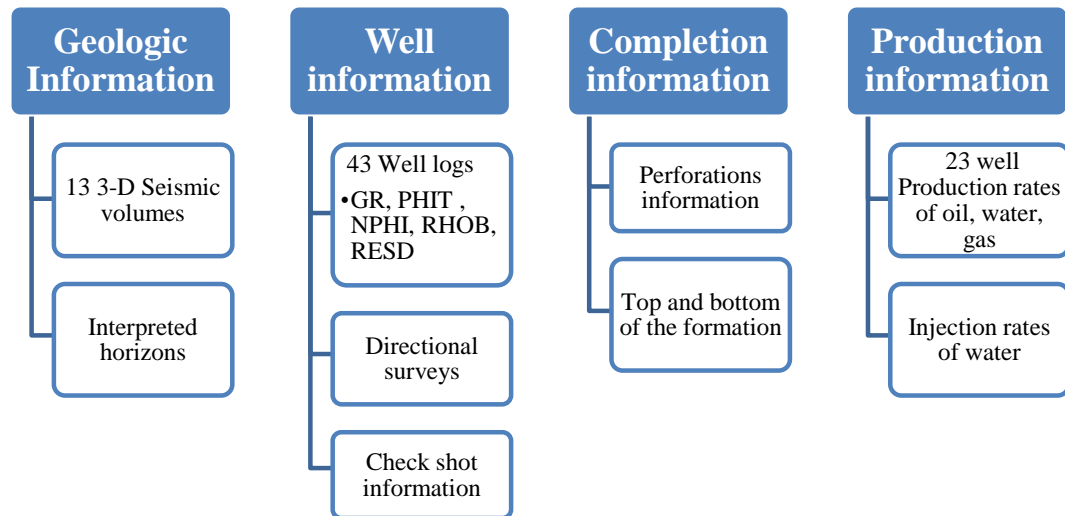 Geologic
Information
13 3-D Seismic
volumes
Interpreted
horizons
Well
information
43 Well logs
•GR, PHIT ,
NPHI, RHOB,
RESD
Directional
surveys
Check shot
information
Completion
information
Perforations
information
Top and bottom
of the formation
Production
information
23 well
Production rates
of oil, water,
gas
Injection rates
of water